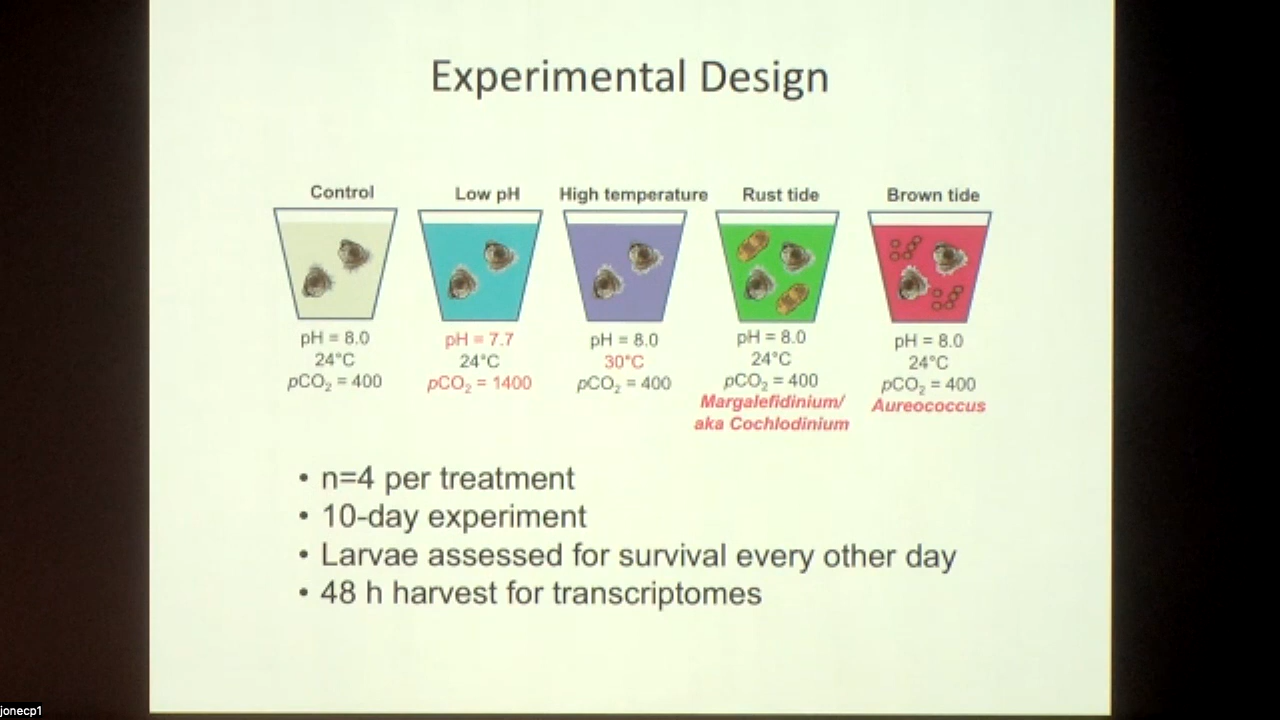 Experimental Design
Control
pH = 8.0
24°C
pCO₂ = 400
Low pH
pH = 7.7
24°C
pCO₂ = 1400
High temperature
pH = 8.0
30°C
pCO₂ = 400
Rust tide
pH = 8.0
24°C
pCO₂ = 400
Margalefidinium/
aka Cochlodinium
Brown tide
pH = 8.0
24°C
pCO₂ = 400
Aureococcus
• n=4 per treatment
• 10-day experiment
• Larvae assessed for survival every other day
• 48 h harvest for transcriptomes
jonecp1